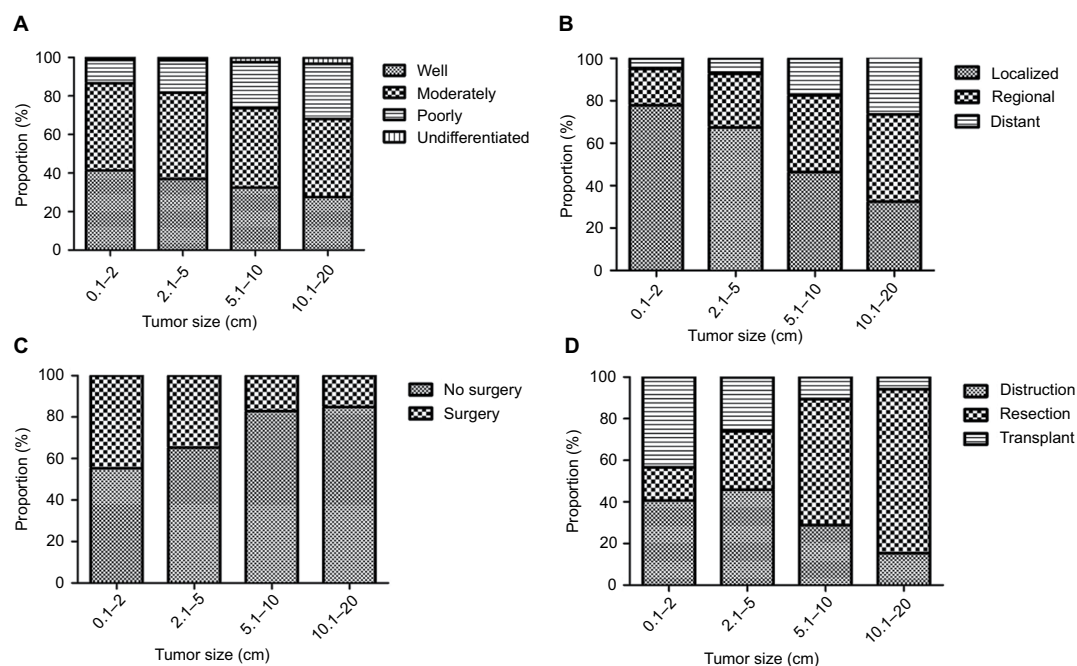 A
Proportion (%)
100
80
60
40
20
0
0.1–2
2.1–5
5.1–10
10.1–20
Tumor size (cm)
Well
Moderately
Poorly
Undifferentiated
B
Proportion (%)
100
80
60
40
20
0
0.1–2
2.1–5
5.1–10
10.1–20
Tumor size (cm)
Localized
Regional
Distant
C
Proportion (%)
100
80
60
40
20
0
0.1–2
2.1–5
5.1–10
10.1–20
Tumor size (cm)
No surgery
Surgery
D
Proportion (%)
100
80
60
40
20
0
0.1–2
2.1–5
5.1–10
10.1–20
Tumor size (cm)
Distruction
Resection
Transplant